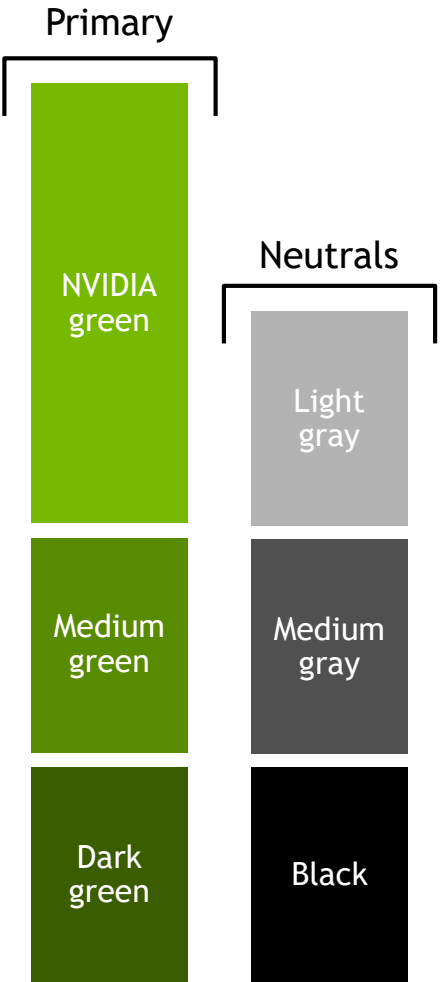 Primary
NVIDIA
green
Medium
green
Dark
green
Neutrals
Light
gray
Medium
gray
Black